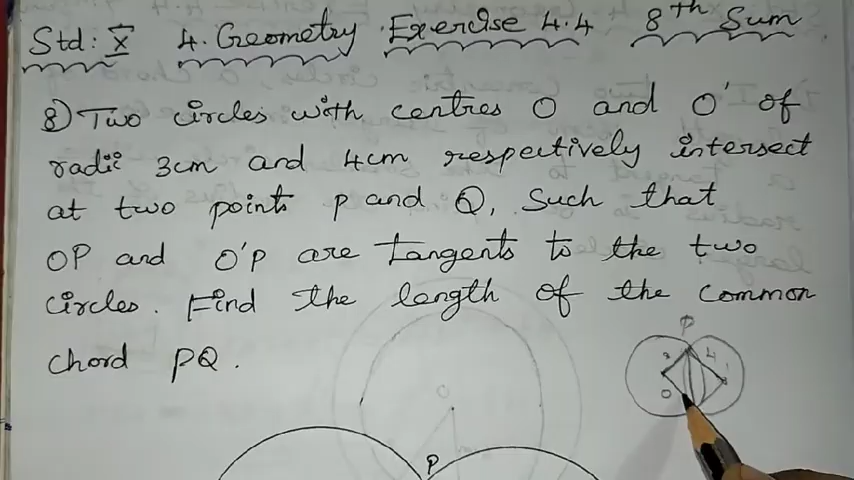 Std: X 4. Geometry Exercise 4.4 8th Sum
8) Two circles with centres O and O' of
radii 3cm and 4cm respectively intersect
at two points P and Q, Such that
OP and O'P are tangents to the two
circles. Find the length of the common
chord PQ.
P
3 4
O
P